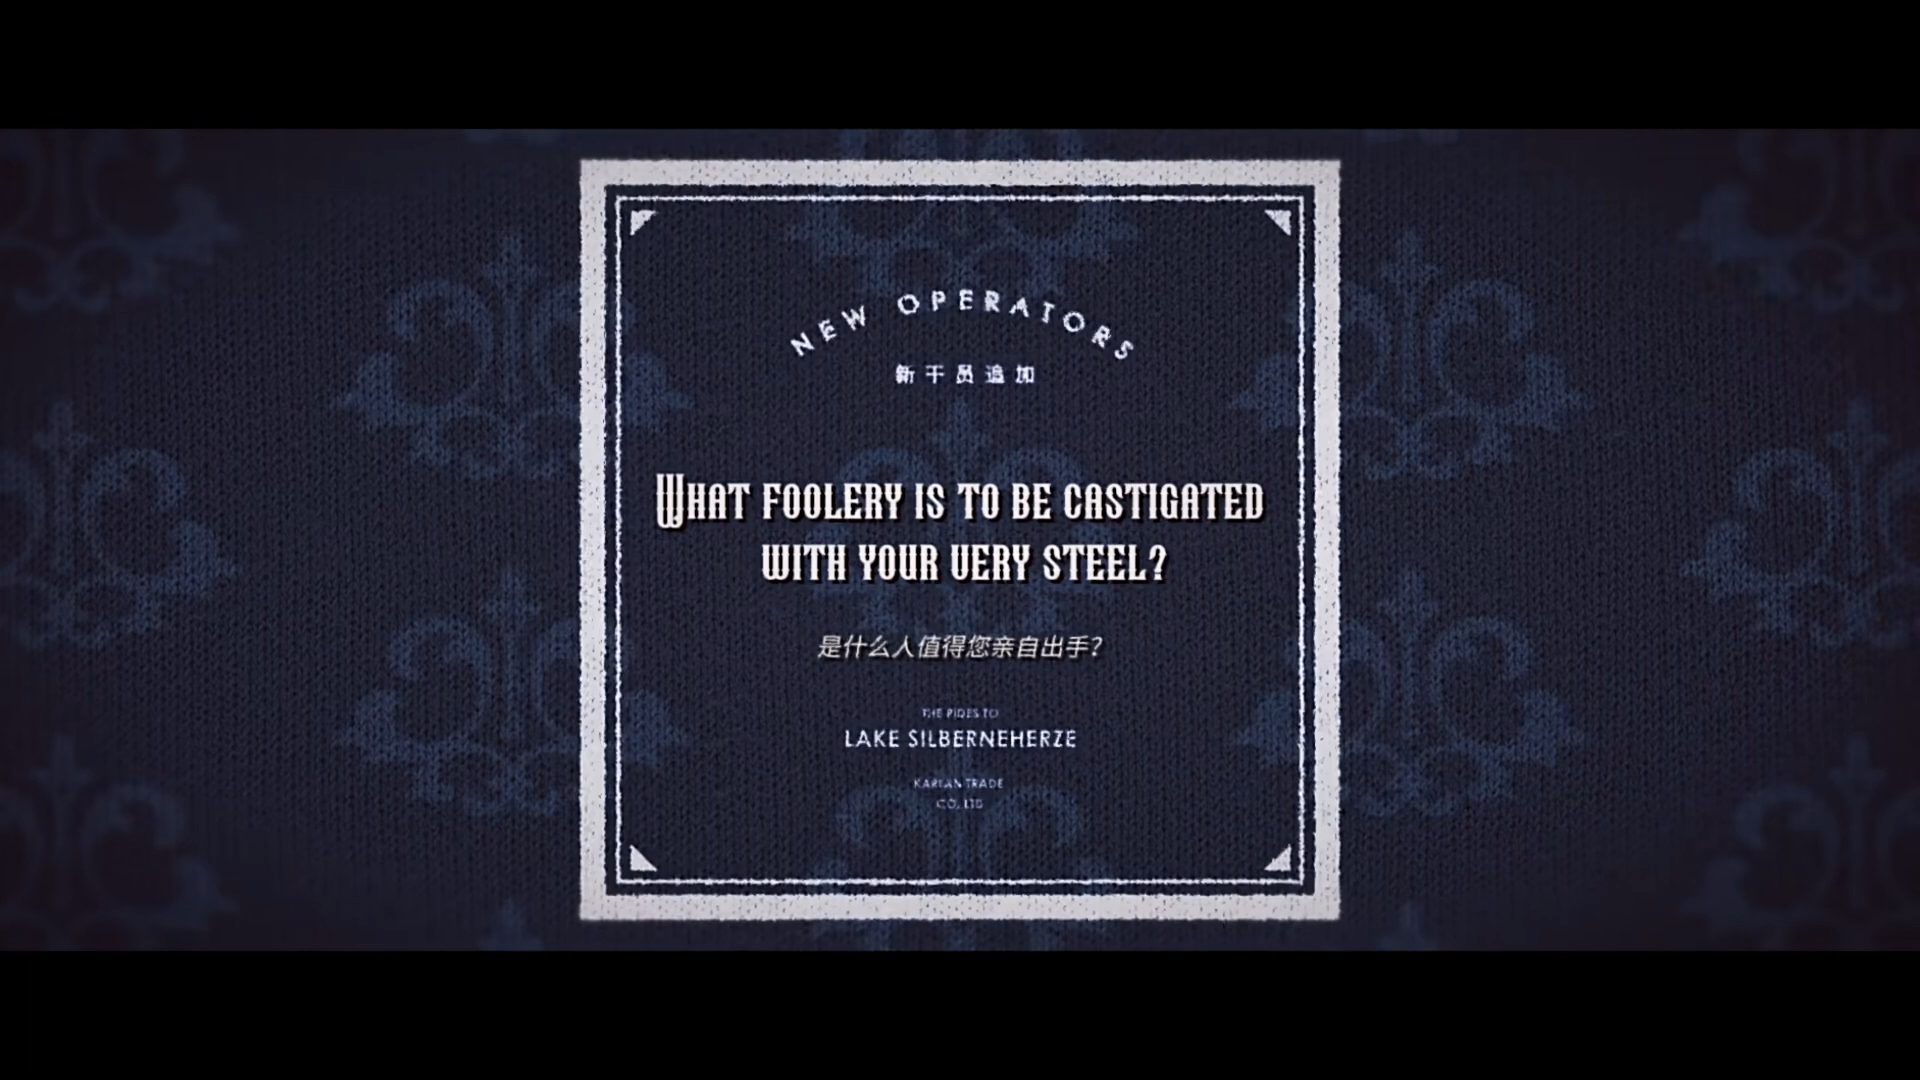 NEW OPERATORS
新干员追加
WHAT FOOLERY IS TO BE CASTIGATED
WITH YOUR VERY STEEL?
是什么人值得您亲自出手?
THE RIDES TO
LAKE SILBERNEHERZE
KARLAN TRADE
CO., LTD